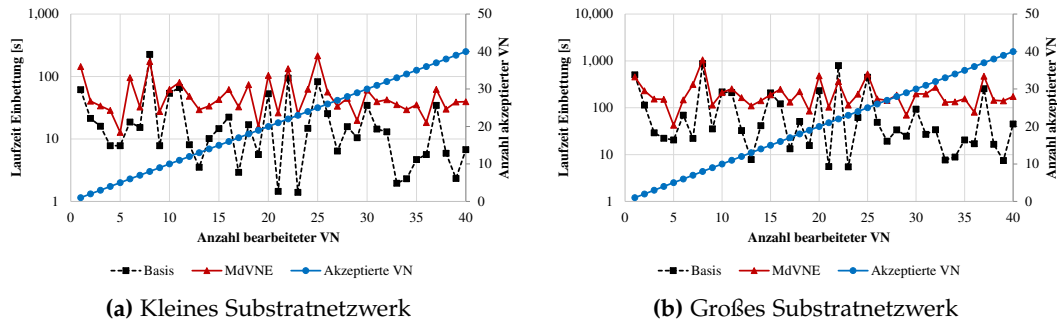 Laufzeit Einbettung [s]
1,000
100
10
1
50
40
30
20
10
0
Anzahl akzeptierter VN
0 5 10 15 20 25 30 35 40
Anzahl bearbeiteter VN
Basis MdVNE Akzeptierte VN
(a) Kleines Substratnetzwerk
Laufzeit Einbettung [s]
10,000
1,000
100
10
1
50
40
30
20
10
0
Anzahl akzeptierter VN
0 5 10 15 20 25 30 35 40
Anzahl bearbeiteter VN
Basis MdVNE Akzeptierte VN
(b) Großes Substratnetzwerk